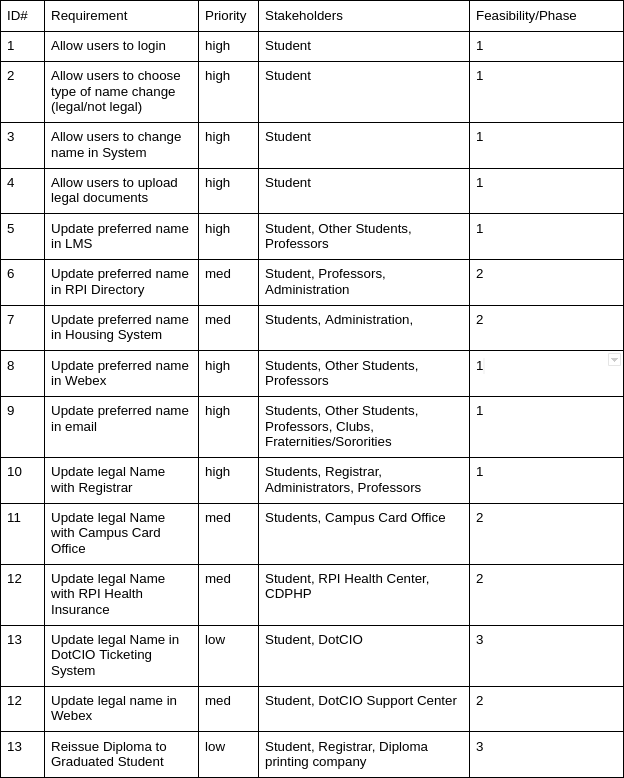 ID# Requirement Priority Stakeholders Feasibility/Phase
1 Allow users to login high Student 1
2 Allow users to choose high Student 1
type of name change
(legal/not legal)
3 Allow users to change high Student 1
name in System
4 Allow users to upload high Student 1
legal documents
5 Update preferred name high Student, Other Students, 1
in LMS Professors
6 Update preferred name med Student, Professors, 2
in RPI Directory Administration
7 Update preferred name med Students, Administration, 2
in Housing System
8 Update preferred name high Students, Other Students, 1
in Webex Professors
9 Update preferred name high Students, Other Students, 1
in email Professors, Clubs,
Fraternities/Sororities
10 Update legal Name high Students, Registrar, 1
with Registrar Administrators, Professors
11 Update legal Name med Students, Campus Card Office 2
with Campus Card
Office
12 Update legal Name med Student, RPI Health Center, 2
with RPI Health CDPHP
Insurance
13 Update legal Name in low Student, DotCIO 3
DotCIO Ticketing
System
12 Update legal name in med Student, DotCIO Support Center 2
Webex
13 Reissue Diploma to low Student, Registrar, Diploma 3
Graduated Student printing company